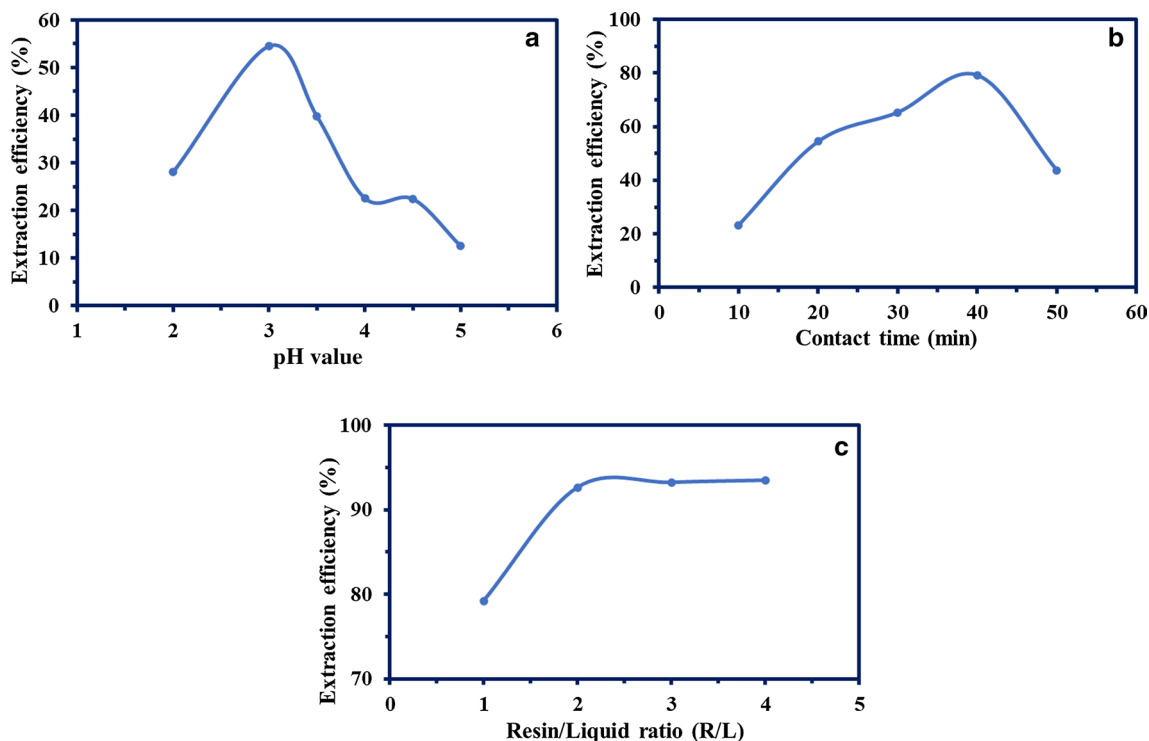 a
Extraction efficiency (%)
60
50
40
30
20
10
0
1 2 3 4 5 6
pH value
b
Extraction efficiency (%)
100
80
60
40
20
0
0 10 20 30 40 50 60
Contact time (min)
c
Extraction efficiency (%)
100
90
80
70
0 1 2 3 4 5
Resin/Liquid ratio (R/L)